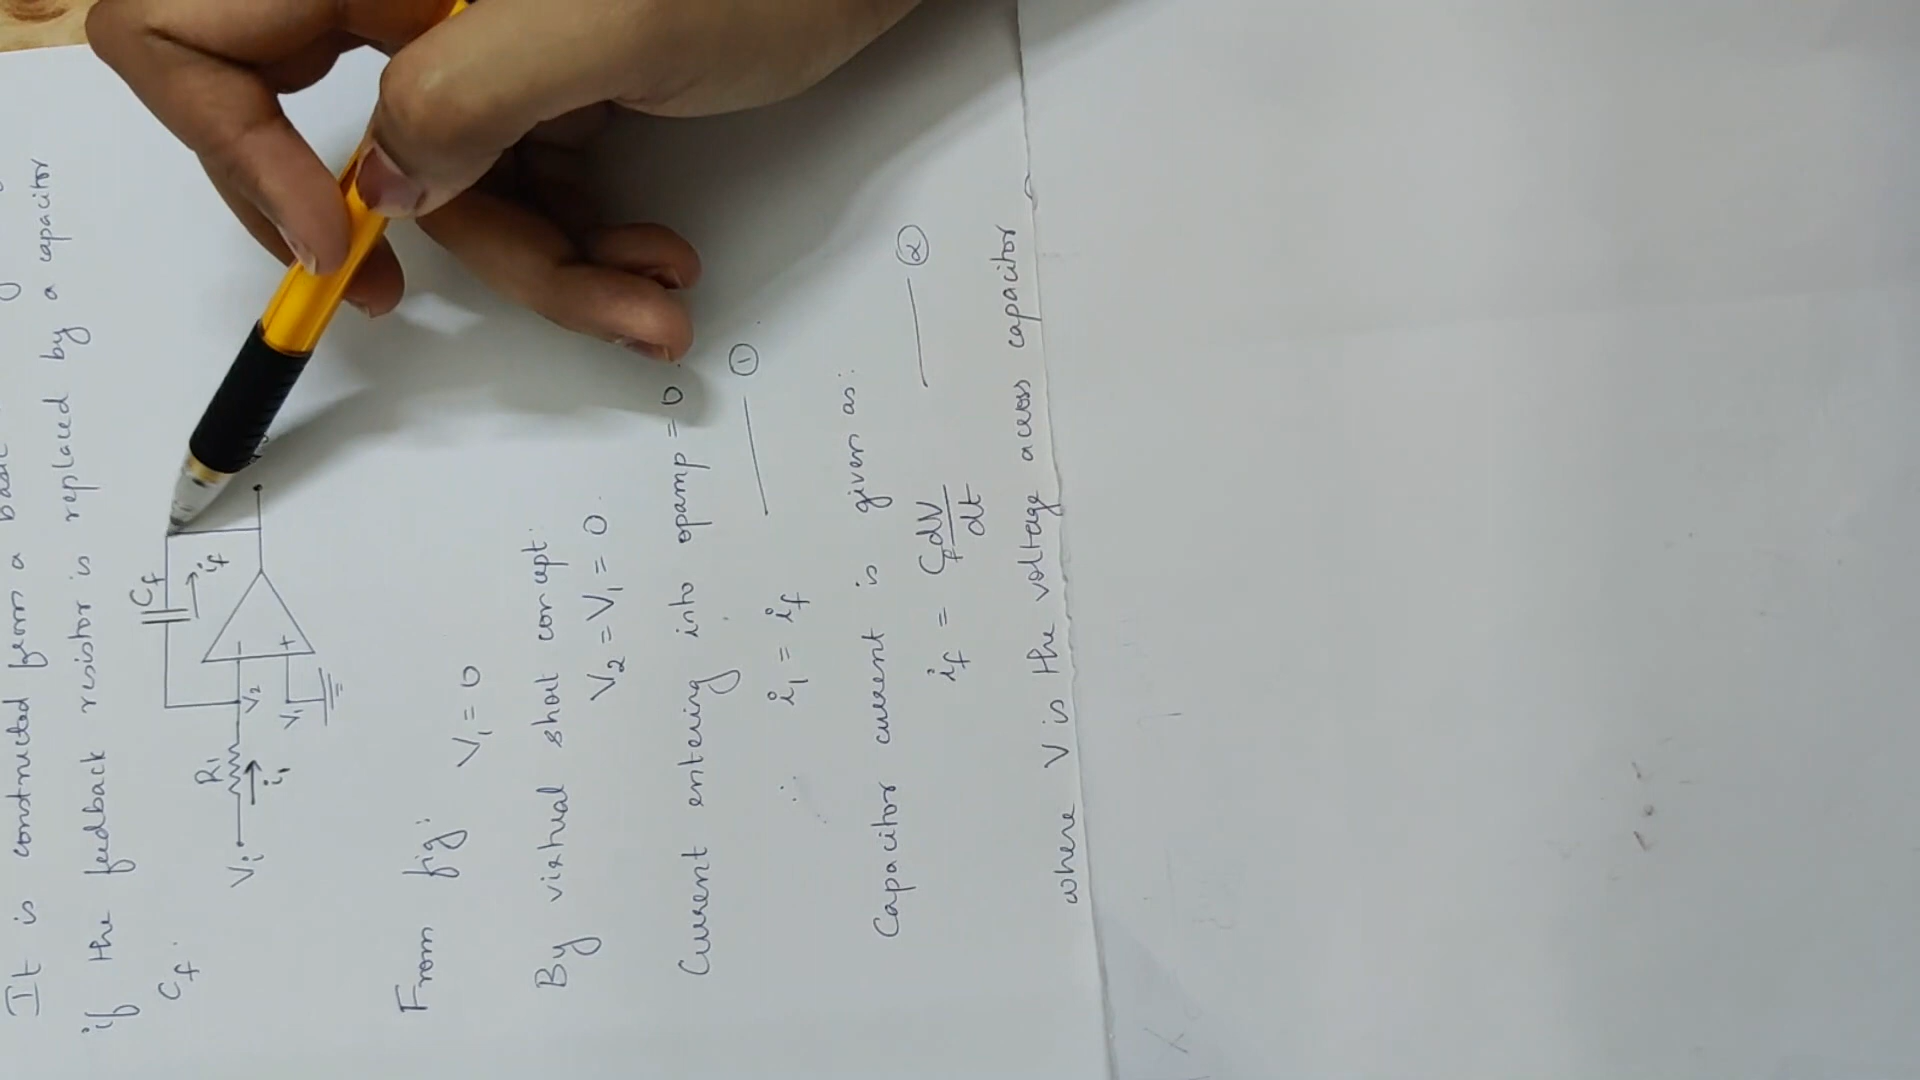 It is constructed from a basic
if the feedback resistor is replaced by a capacitor
Cf.
Cf
if
R1
i1
Vi
V2
V1
−
+
From fig:
V1 = 0
By virtual short concept:
V2 = V1 = 0.
Current entering into opamp = 0.
∴ i1 = if ——— ①
Capacitor current is given as:
if = Cf dV/dt ——— ②
where V is the voltage across capacitor